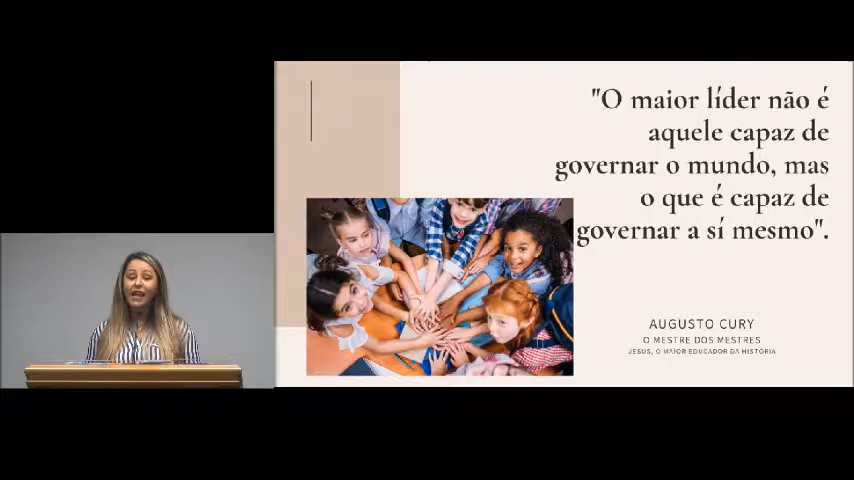 "O maior líder não é
aquele capaz de
governar o mundo, mas
o que é capaz de
governar a sí mesmo".
AUGUSTO CURY
O MESTRE DOS MESTRES
JESUS, O MAIOR EDUCADOR DA HISTÓRIA